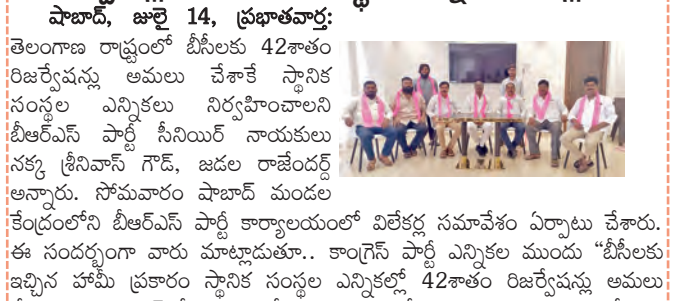 షాబాద్, జులై 14, ప్రభాతవార్త:
తెలంగాణ రాష్ట్రంలో బీసీలకు 42శాతం
రిజర్వేషన్లు అమలు చేశాకే స్థానిక
సంస్థల ఎన్నికలు నిర్వహించాలని
బీఆర్ఎస్ పార్టీ సీనియిర్ నాయకులు
నక్క శ్రీనివాస్ గౌడ్, జడల రాజేందర్గౌడ్
అన్నారు. సోమవారం షాబాద్ మండల
కేంద్రంలోని బీఆర్ఎస్ పార్టీ కార్యాలయంలో విలేకర్ల సమావేశం ఏర్పాటు చేశారు.
ఈ సందర్భంగా వారు మాట్లాడుతూ.. కాంగ్రెస్ పార్టీ ఎన్నికల ముందు "బీసీలకు
ఇచ్చిన హామీ ప్రకారం స్థానిక సంస్థల ఎన్నికల్లో 42శాతం రిజర్వేషన్లు అమలు